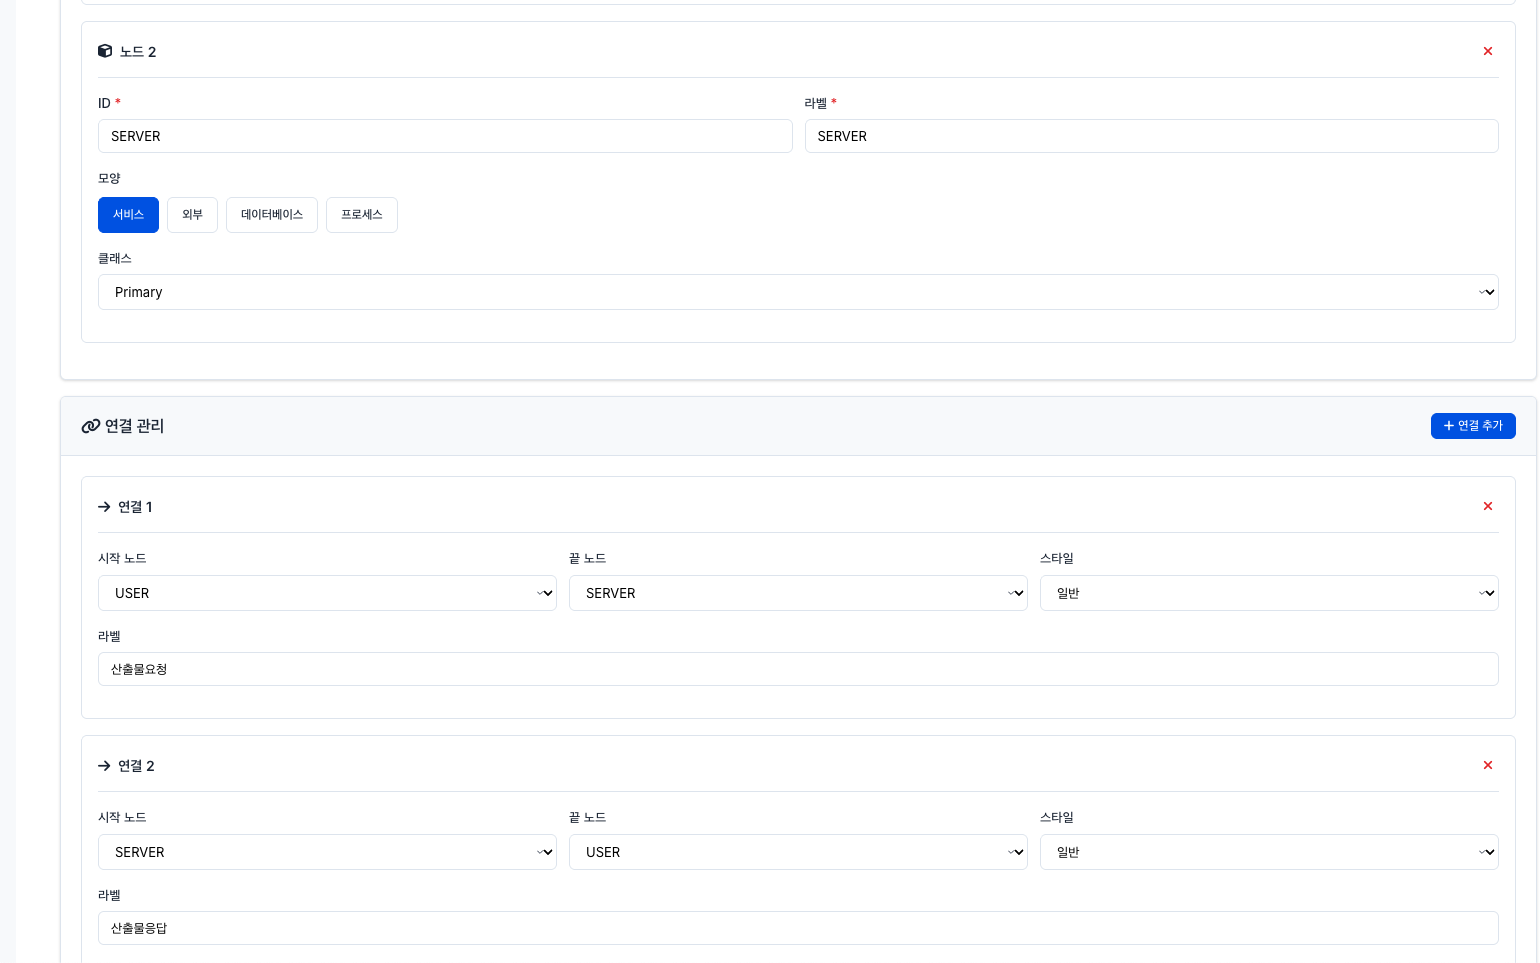 노드 2
ID *
라벨 *
SERVER
SERVER
모양
서비스
외부
데이터베이스
프로세스
클래스
Primary
연결 관리
+ 연결 추가
연결 1
시작 노드
끝 노드
스타일
USER
SERVER
일반
라벨
산출물요청
연결 2
시작 노드
끝 노드
스타일
SERVER
USER
일반
라벨
산출물응답